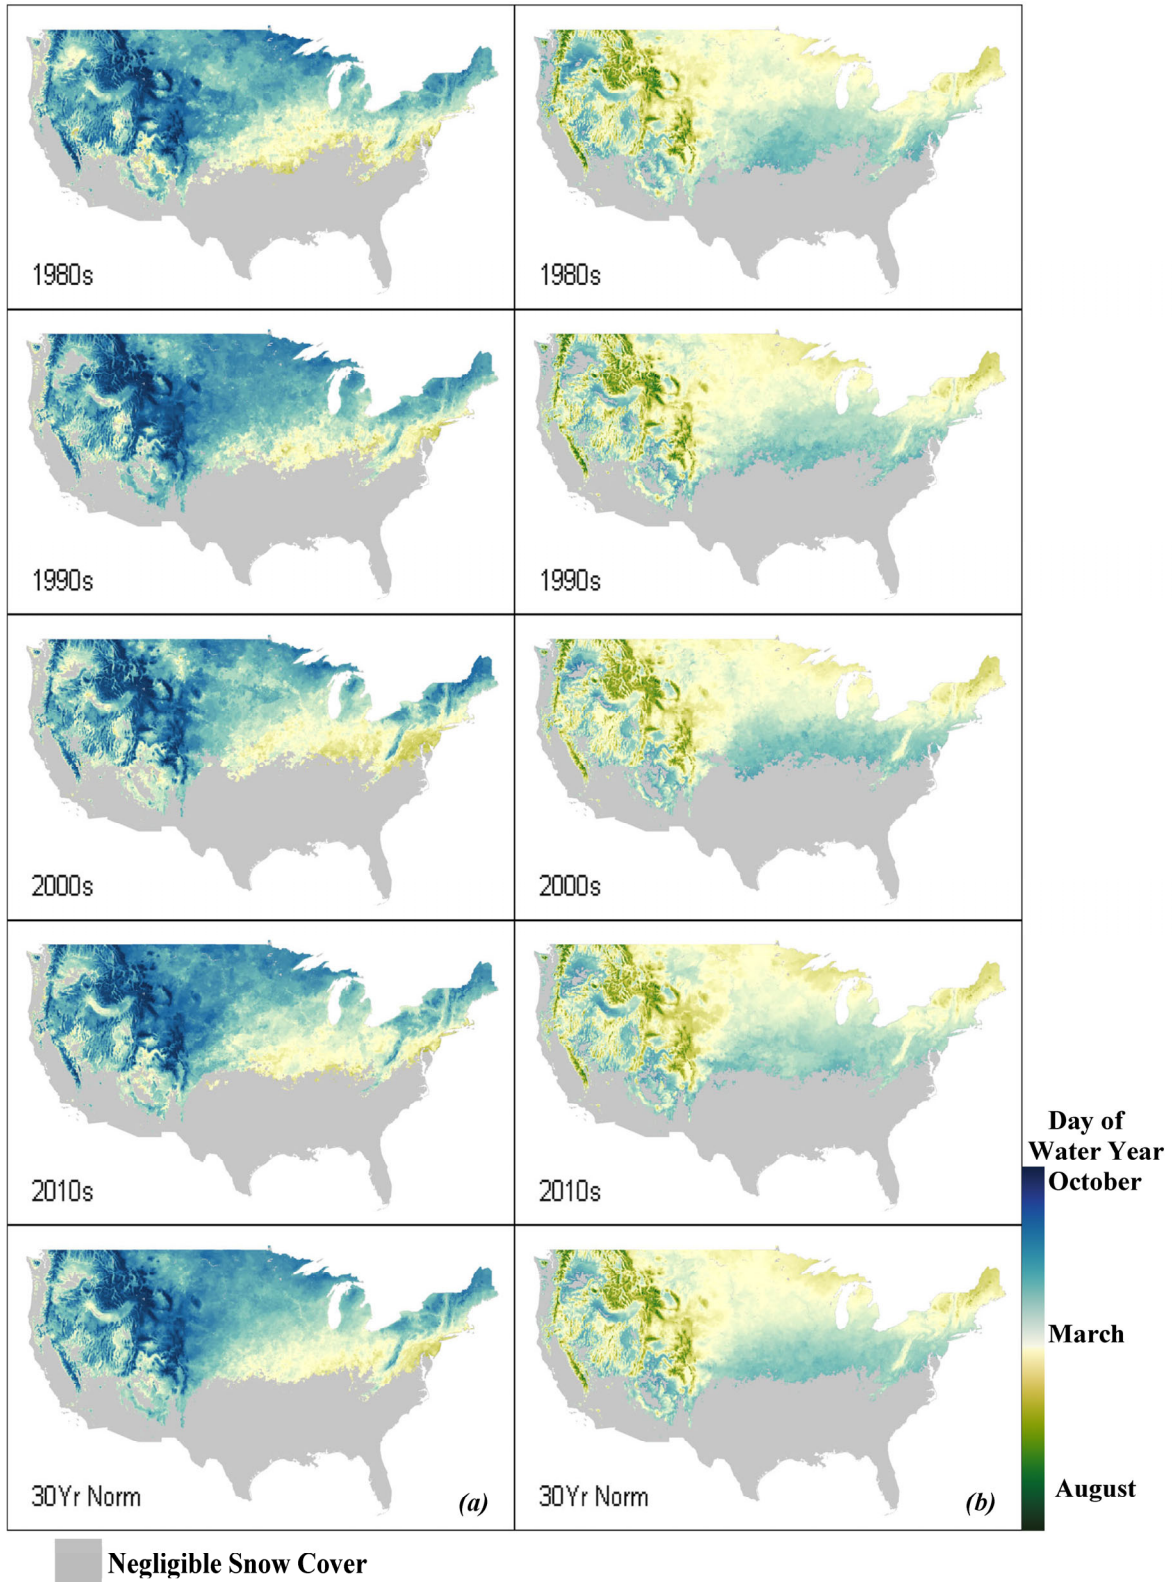 1980s
1980s
1990s
1990s
2000s
2000s
2010s
2010s
Day of
Water Year
October
March
August
30Yr Norm
(a)
30Yr Norm
(b)
Negligible Snow Cover